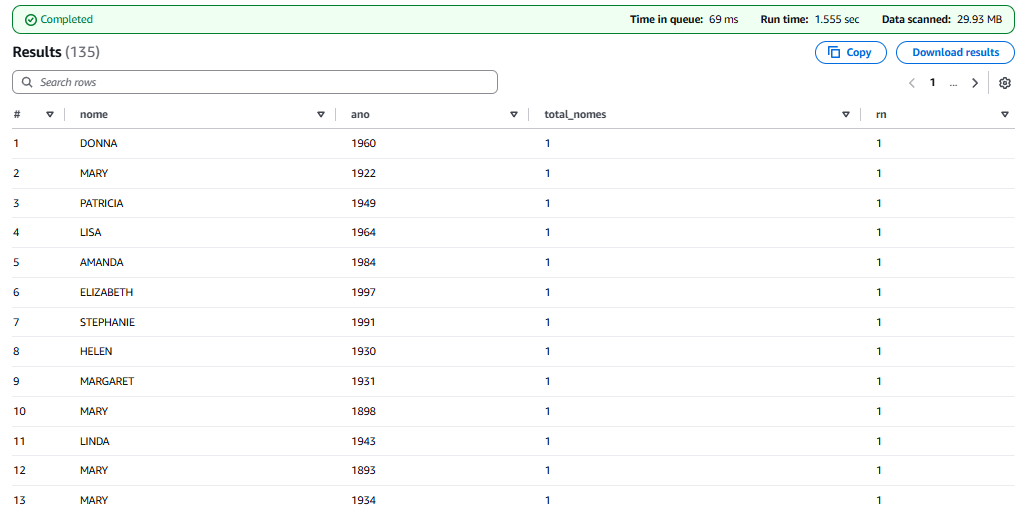 Completed Time in queue: 69 ms Run time: 1.555 sec Data scanned: 29.93 MB
Results (135) Copy Download results
Search rows 1 ...
# nome ano total_nomes rn
1 DONNA 1960 1 1
2 MARY 1922 1 1
3 PATRICIA 1949 1 1
4 LISA 1964 1 1
5 AMANDA 1984 1 1
6 ELIZABETH 1997 1 1
7 STEPHANIE 1991 1 1
8 HELEN 1930 1 1
9 MARGARET 1931 1 1
10 MARY 1898 1 1
11 LINDA 1943 1 1
12 MARY 1893 1 1
13 MARY 1934 1 1